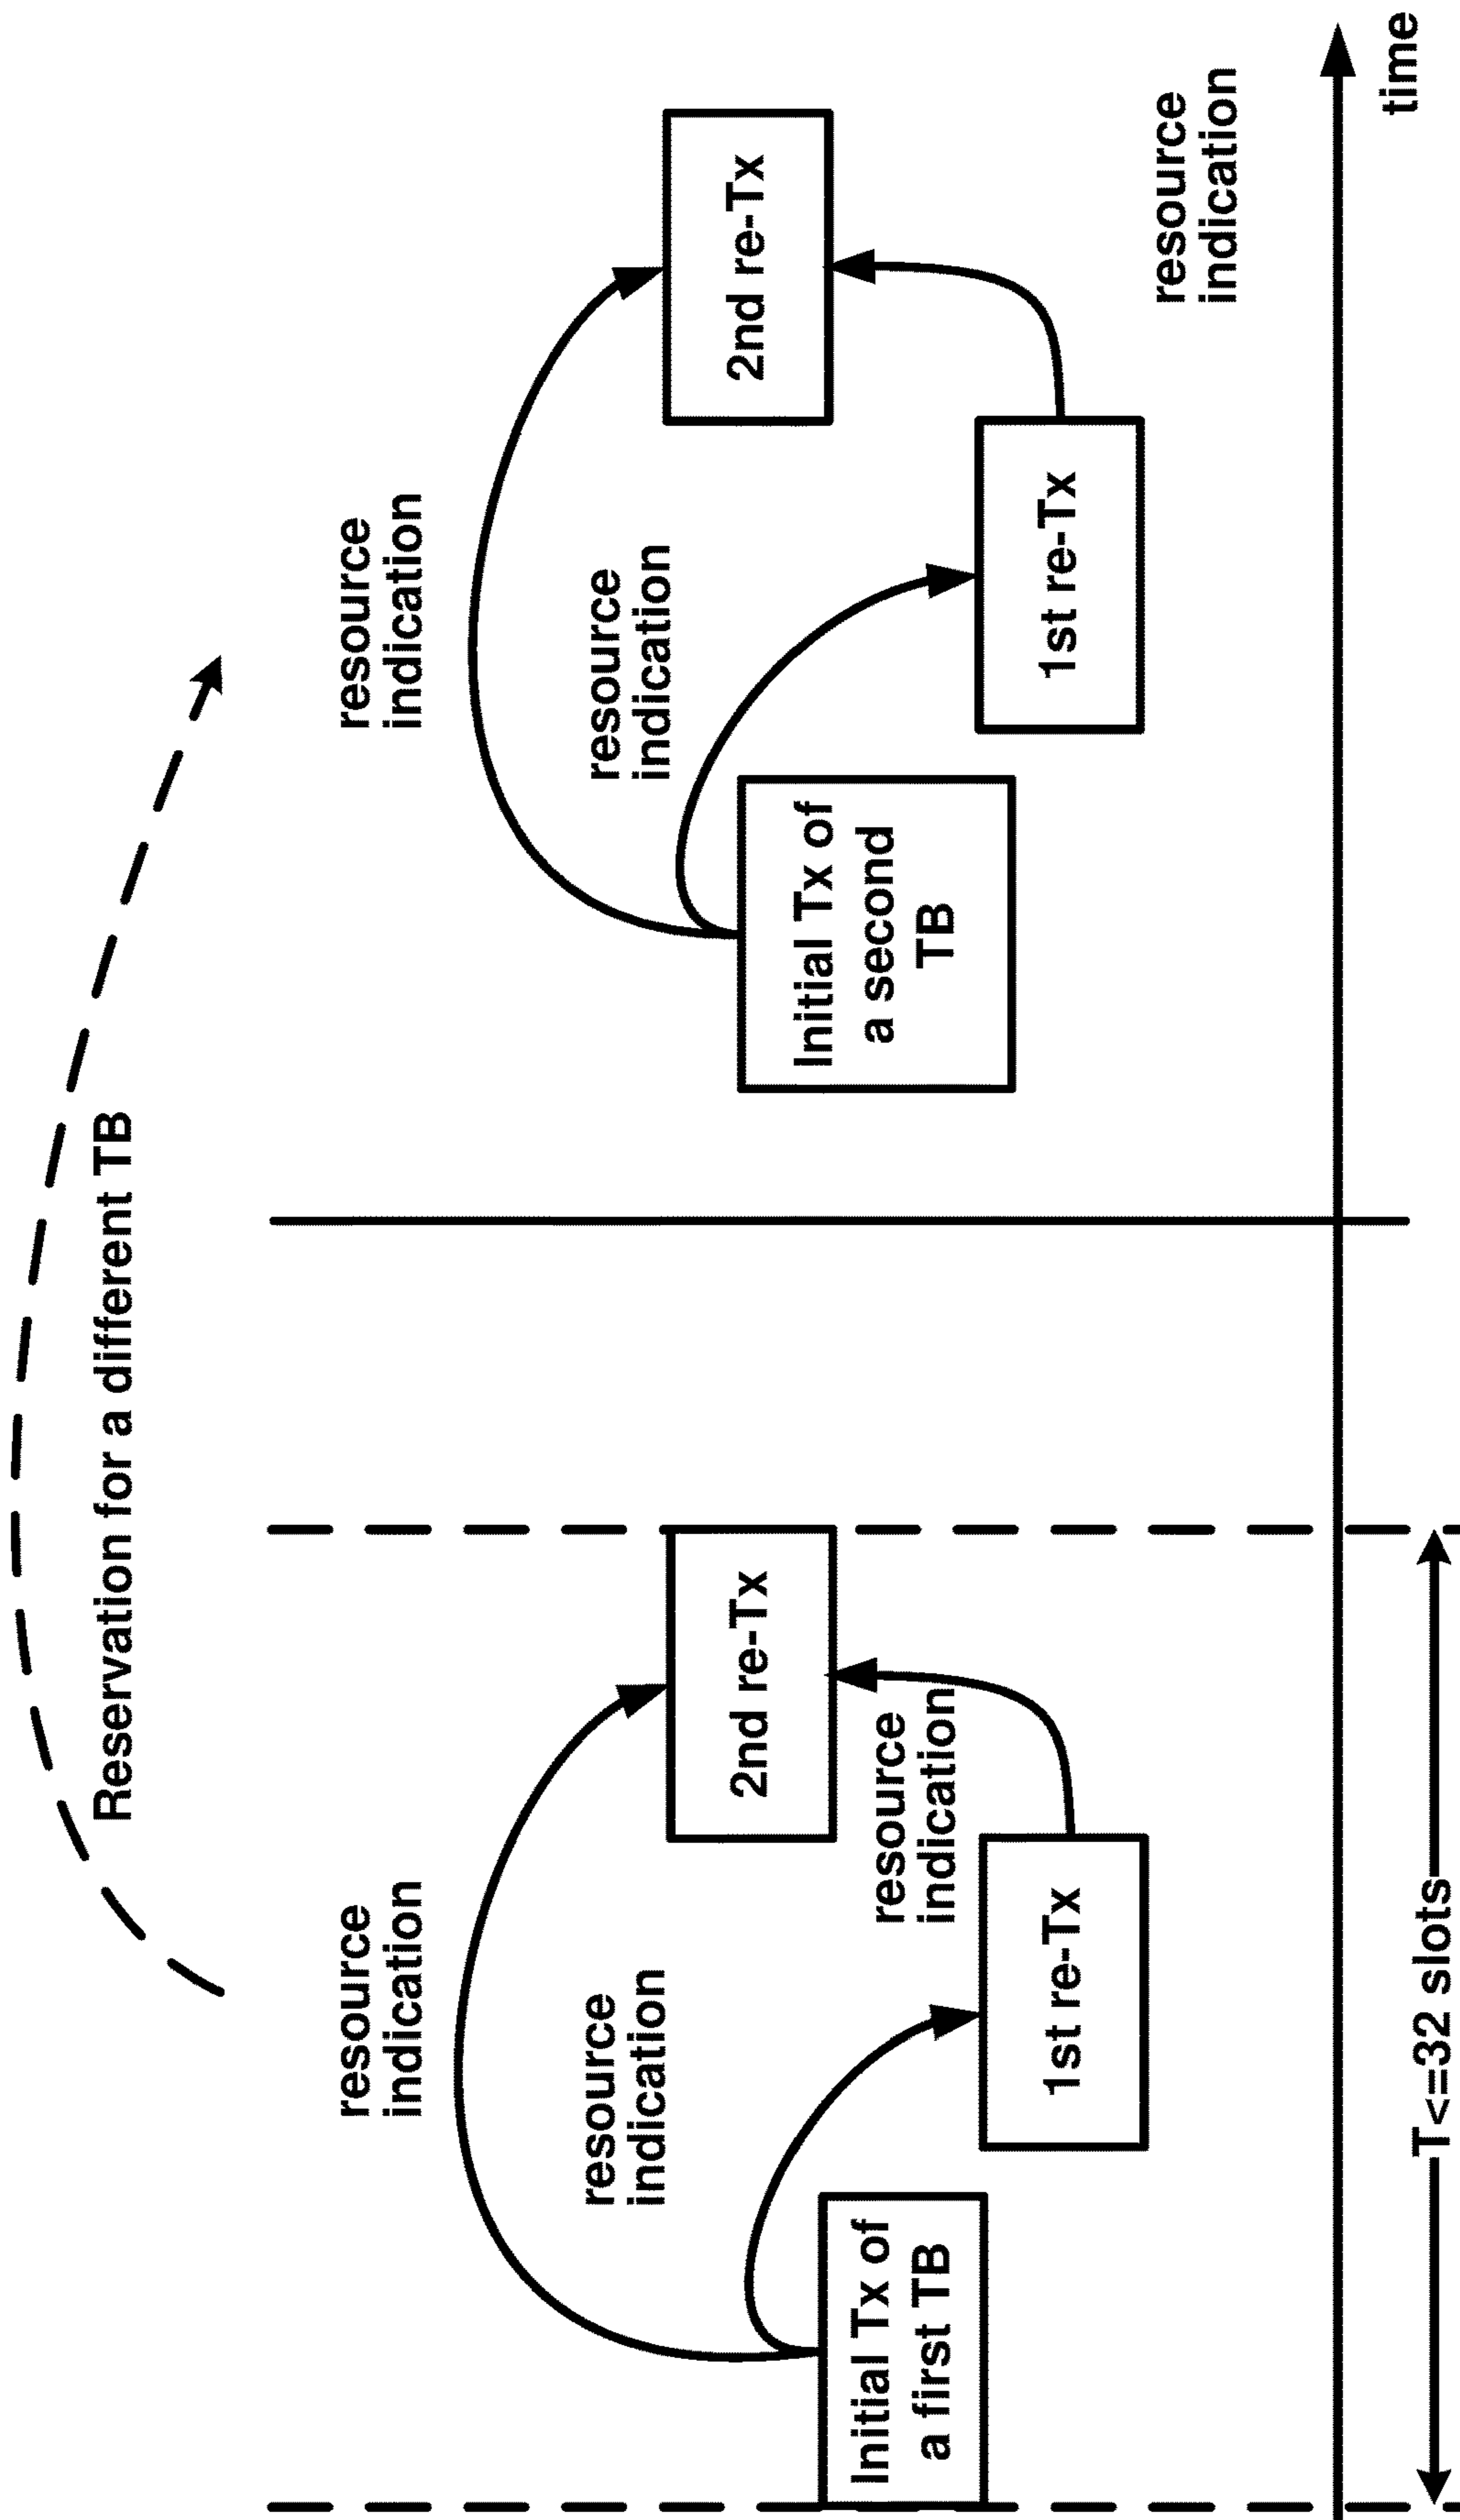 Reservation for a different TB
resource
indication
resource
indication
Initial Tx of
a first TB
1st re-Tx
resource
indication
2nd re-Tx
resource
indication
resource
indication
Initial Tx of
a second
TB
1st re-Tx
2nd re-Tx
resource
indication
time
T<=32 slots